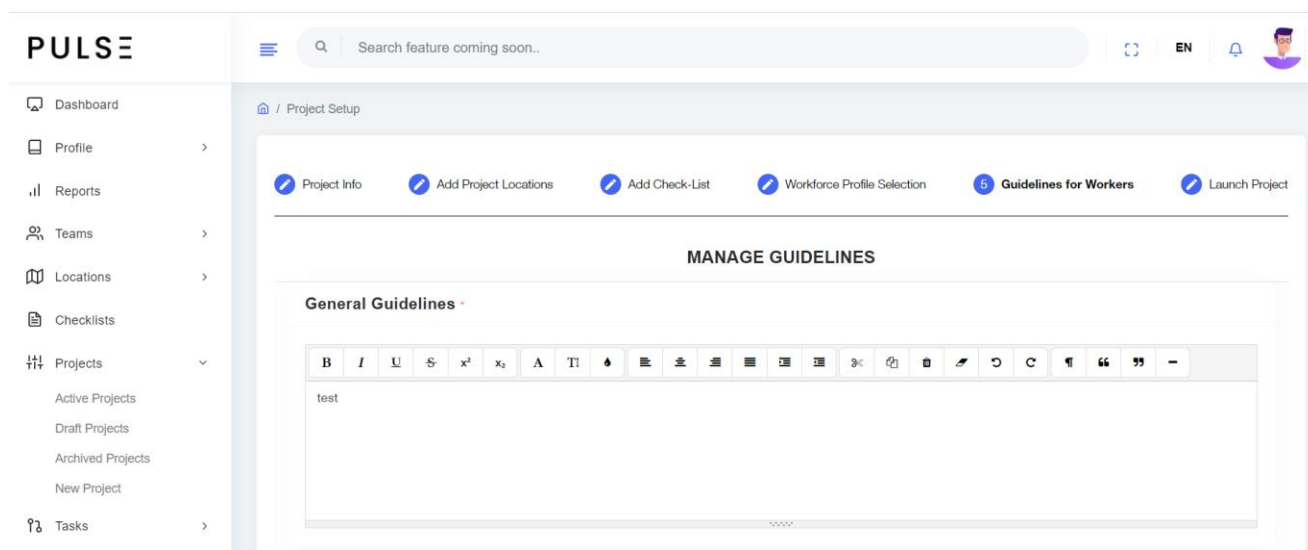 PULSE
Search feature coming soon..
EN
Dashboard
Profile
Reports
Teams
Locations
Checklists
Projects
Active Projects
Draft Projects
Archived Projects
New Project
Tasks
/ Project Setup
Project Info
Add Project Locations
Add Check-List
Workforce Profile Selection
5 Guidelines for Workers
Launch Project
MANAGE GUIDELINES
General Guidelines
B I U S x² x₂ A TI ¶ “ ” −
test